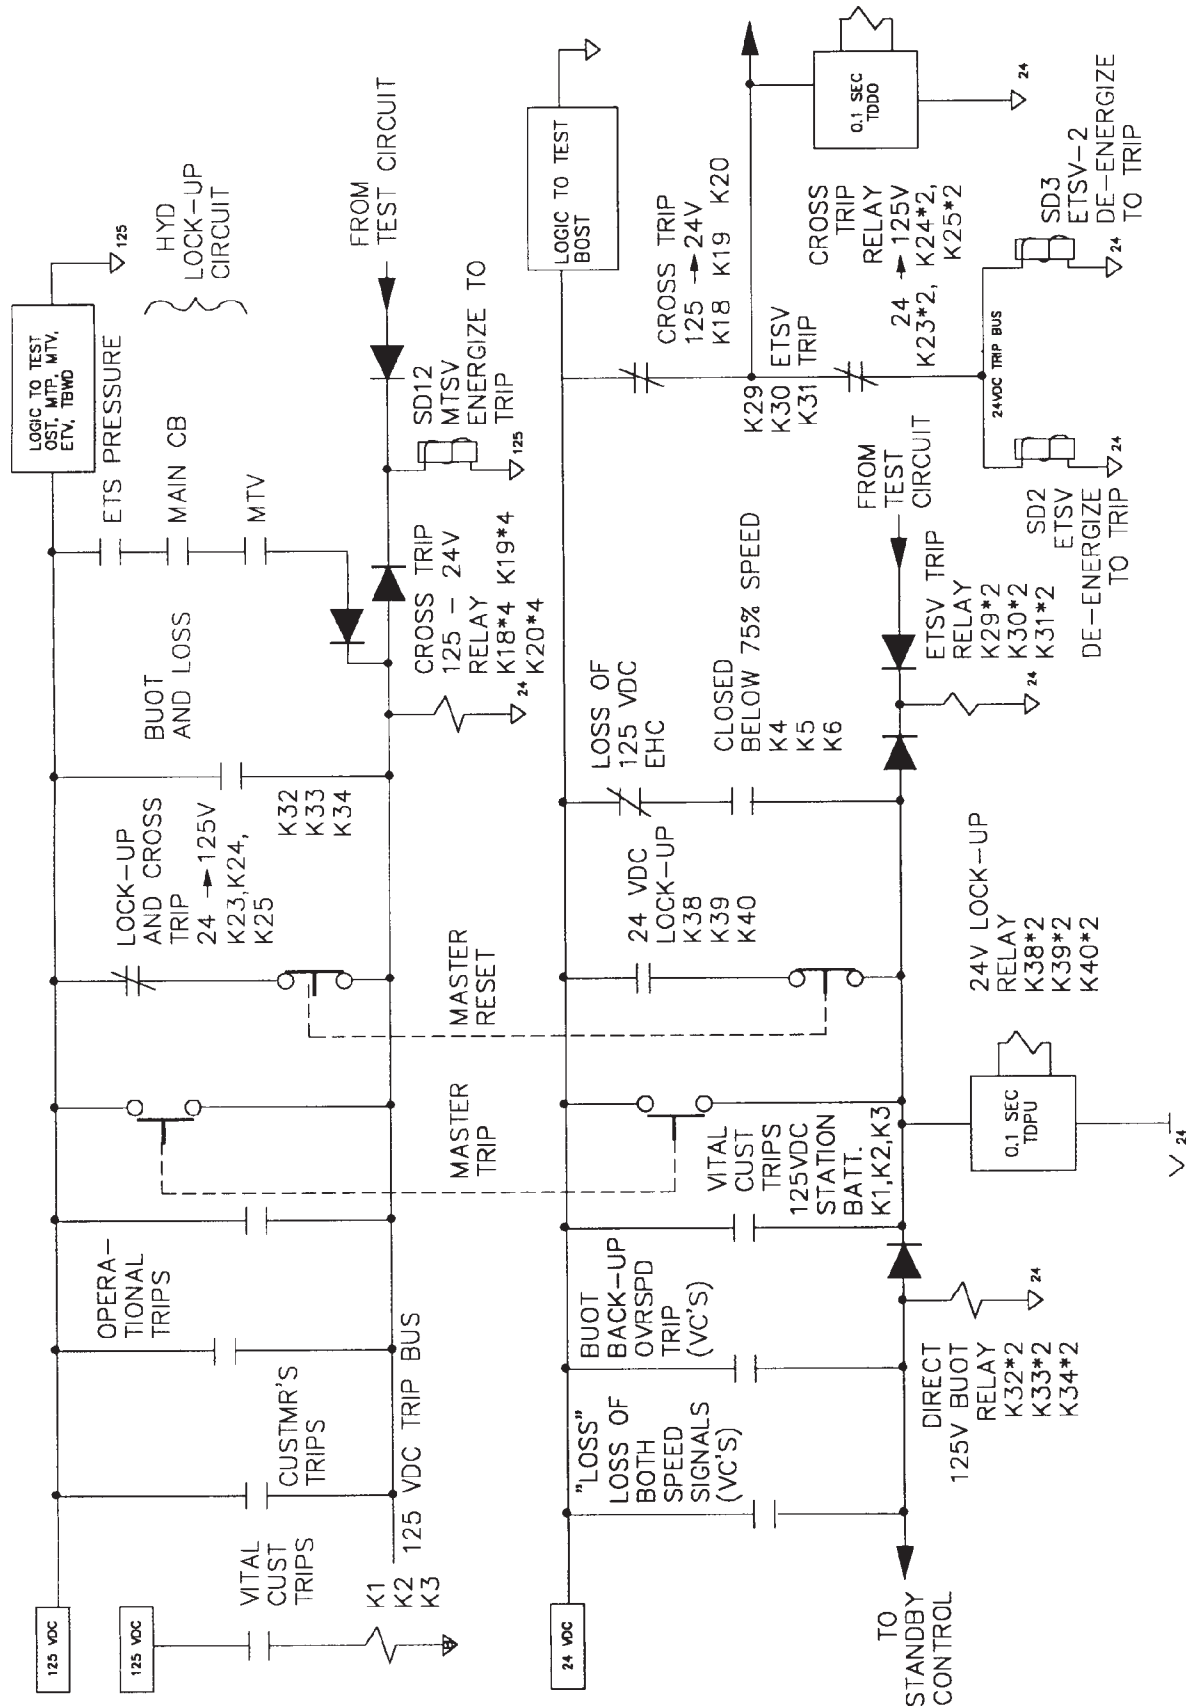 125 VDC
125 VDC
VITAL
CUST
TRIPS
K1
K2
K3
CUSTMR'S
TRIPS
125 VDC TRIP BUS
OPERA-
TIONAL
TRIPS
MASTER
TRIP
MASTER
RESET
LOCK-UP
AND CROSS
TRIP
24 → 125V
K23,K24,
K25
K32
K33
K34
BUOT
AND LOSS
ETS PRESSURE
MAIN CB
MTV
HYD
LOCK-UP
CIRCUIT
LOGIC TO TEST
OST, MTP, MTV,
ETV, TBWD
125
CROSS TRIP
125 - 24V
RELAY
K18*4 K19*4
K20*4
24
SD12
MTSV
ENERGIZE TO
TRIP
125
FROM
TEST CIRCUIT
24 VDC
"LOSS"
LOSS OF
BOTH
SPEED
SIGNALS
(VC'S)
BUOT
BACK-UP
OVRSPD
TRIP
(VC'S)
VITAL
CUST
TRIPS
125VDC
STATION
BATT.
K1,K2,K3
24 VDC
LOCK-UP
K38
K39
K40
LOSS OF
125 VDC
EHC
CLOSED
BELOW 75% SPEED
K4
K5
K6
LOGIC TO TEST
BOST
CROSS TRIP
125 → 24V
K18 K19 K20
K29
K30 ETSV
K31 TRIP
0.1 SEC
TDDO
24
CROSS
TRIP
RELAY
24 → 125V
K23*2, K24*2,
K25*2
TO
STANDBY
CONTROL
DIRECT
125V BUOT
RELAY
K32*2
K33*2
K34*2
24
0.1 SEC
TDPU
24
24V LOCK-UP
RELAY
K38*2
K39*2
K40*2
ETSV TRIP
RELAY
K29*2
K30*2
K31*2
24
FROM
TEST
CIRCUIT
24VDC TRIP BUS
SD2
ETSV
DE-ENERGIZE
TO TRIP
24
SD3
ETSV-2
DE-ENERGIZE
TO TRIP
24